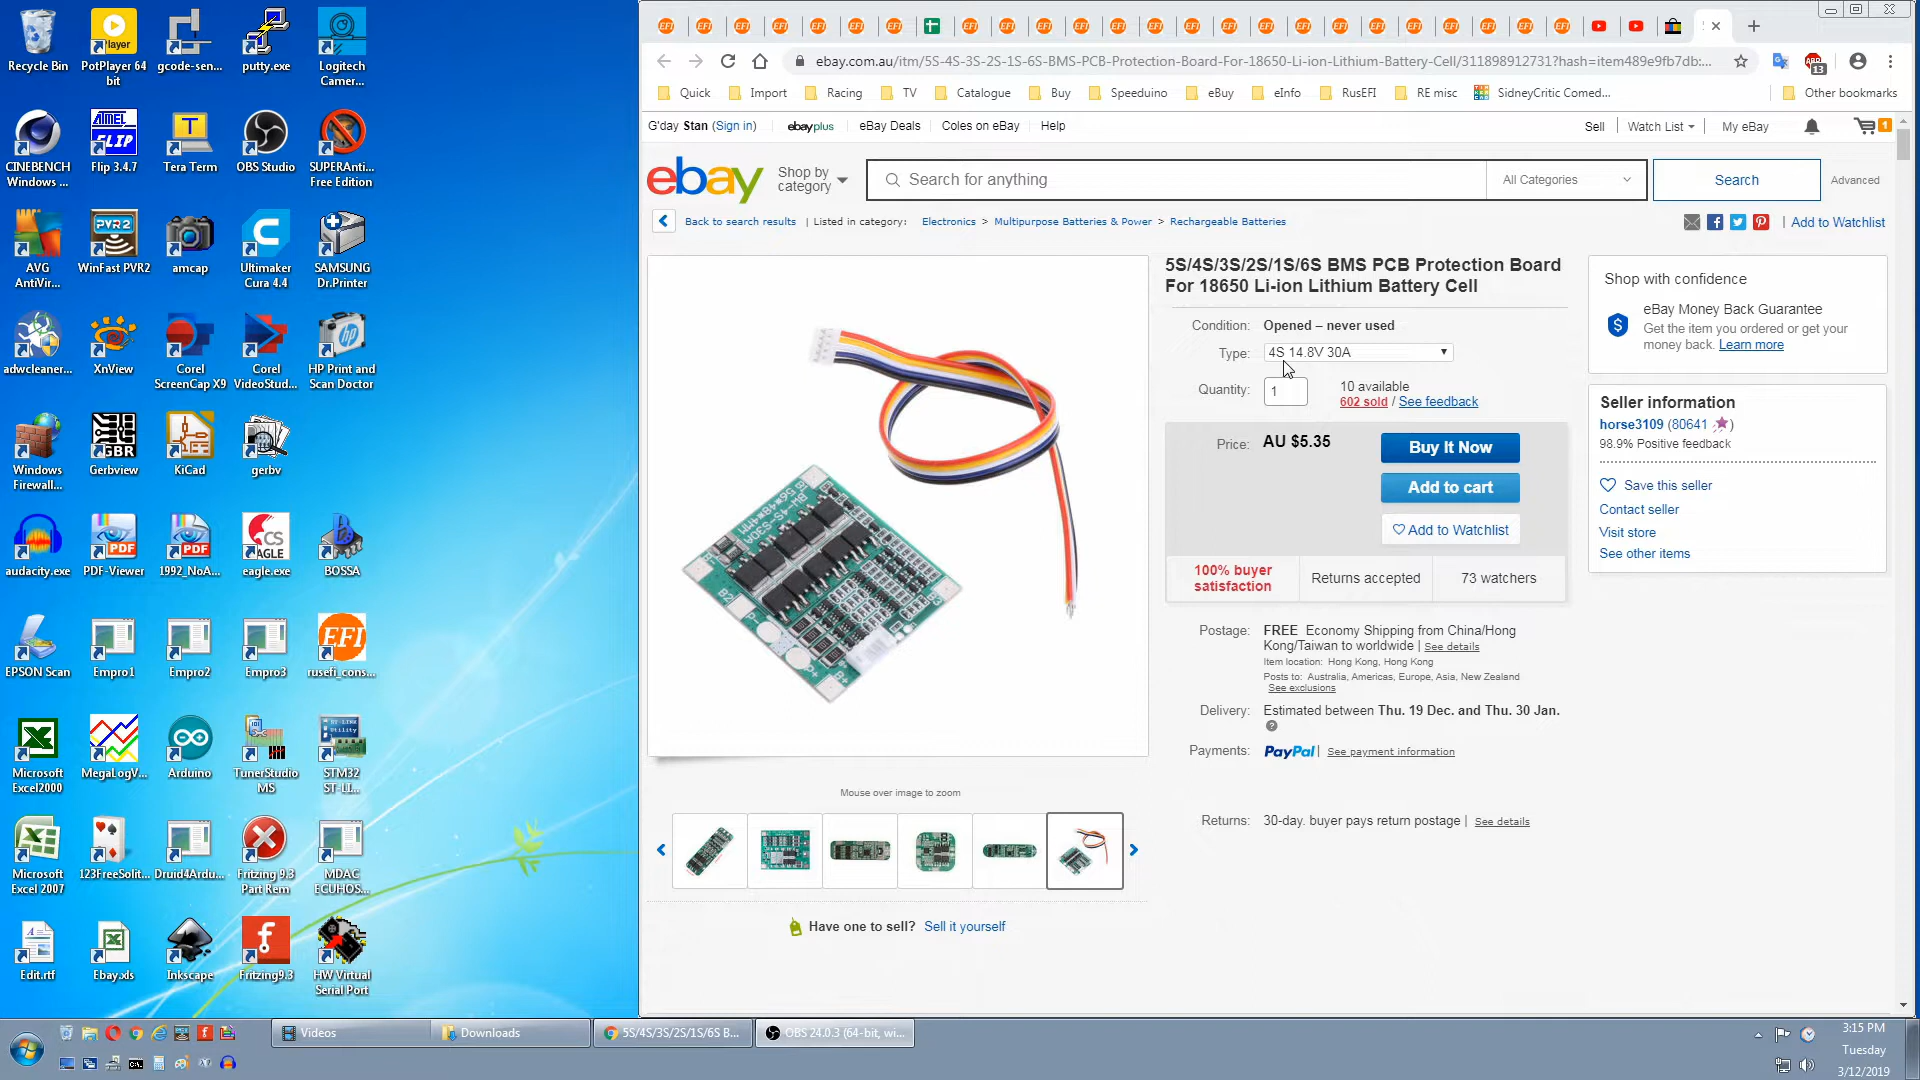 Recycle Bin
PotPlayer 64 bit
gcode-sen...
putty.exe
Logitech Camer...
CINEBENCH Windows ...
Flip 3.4.7
Tera Term
OBS Studio
SUPERAnti... Free Edition
AVG AntiVir...
WinFast PVR2
amcap
Ultimaker Cura 4.4
SAMSUNG Dr.Printer
adwcleaner...
XnView
Corel ScreenCap X9
Corel VideoStud...
HP Print and Scan Doctor
Windows Firewall...
Gerbview
KiCad
gerbv
audacity.exe
PDF-Viewer
1992_NoA...
eagle.exe
BOSSA
EPSON Scan
Empro1
Empro2
Empro3
rusefi_cons...
Microsoft Excel2000
MegaLogV...
Arduino
TunerStudio MS
STM32 ST-LI...
Microsoft Excel 2007
123FreeSolit...
Druid4Ardu...
Fritzing 9.3 Part Rem
MDAC ECUHOS...
Edit.rtf
Ebay.xls
Inkscape
Fritzing9.3
HW Virtual Serial Port
ebay.com.au/itm/5S-4S-3S-2S-1S-6S-BMS-PCB-Protection-Board-For-18650-Li-ion-Lithium-Battery-Cell/311898912731?hash=item489e9fb7db:...
Quick Import Racing TV Catalogue Buy Speeduino eBuy eInfo RusEFI RE misc SidneyCritic Comed... Other bookmarks
G'day Stan (Sign in) ebayplus eBay Deals Coles on eBay Help Sell Watch List My eBay 1
ebay Shop by category Search for anything All Categories Search Advanced
Back to search results | Listed in category: Electronics > Multipurpose Batteries & Power > Rechargeable Batteries | Add to Watchlist
5S/4S/3S/2S/1S/6S BMS PCB Protection Board
For 18650 Li-ion Lithium Battery Cell
Condition: Opened – never used
Type: 4S 14.8V 30A
Quantity: 1
10 available
602 sold / See feedback
Price: AU $5.35
Buy It Now
Add to cart
Add to Watchlist
100% buyer satisfaction
Returns accepted
73 watchers
Postage: FREE Economy Shipping from China/Hong
Kong/Taiwan to worldwide | See details
Item location: Hong Kong, Hong Kong
Posts to: Australia, Americas, Europe, Asia, New Zealand
See exclusions
Delivery: Estimated between Thu. 19 Dec. and Thu. 30 Jan.
Payments: PayPal | See payment information
Returns: 30-day. buyer pays return postage | See details
Shop with confidence
eBay Money Back Guarantee
Get the item you ordered or get your
money back. Learn more
Seller information
horse3109 (80641)
98.9% Positive feedback
Save this seller
Contact seller
Visit store
See other items
Mouse over image to zoom
Have one to sell? Sell it yourself
Videos
Downloads
5S/4S/3S/2S/1S/6S B...
OBS 24.0.3 (64-bit, wi...
3:15 PM
Tuesday
3/12/2019